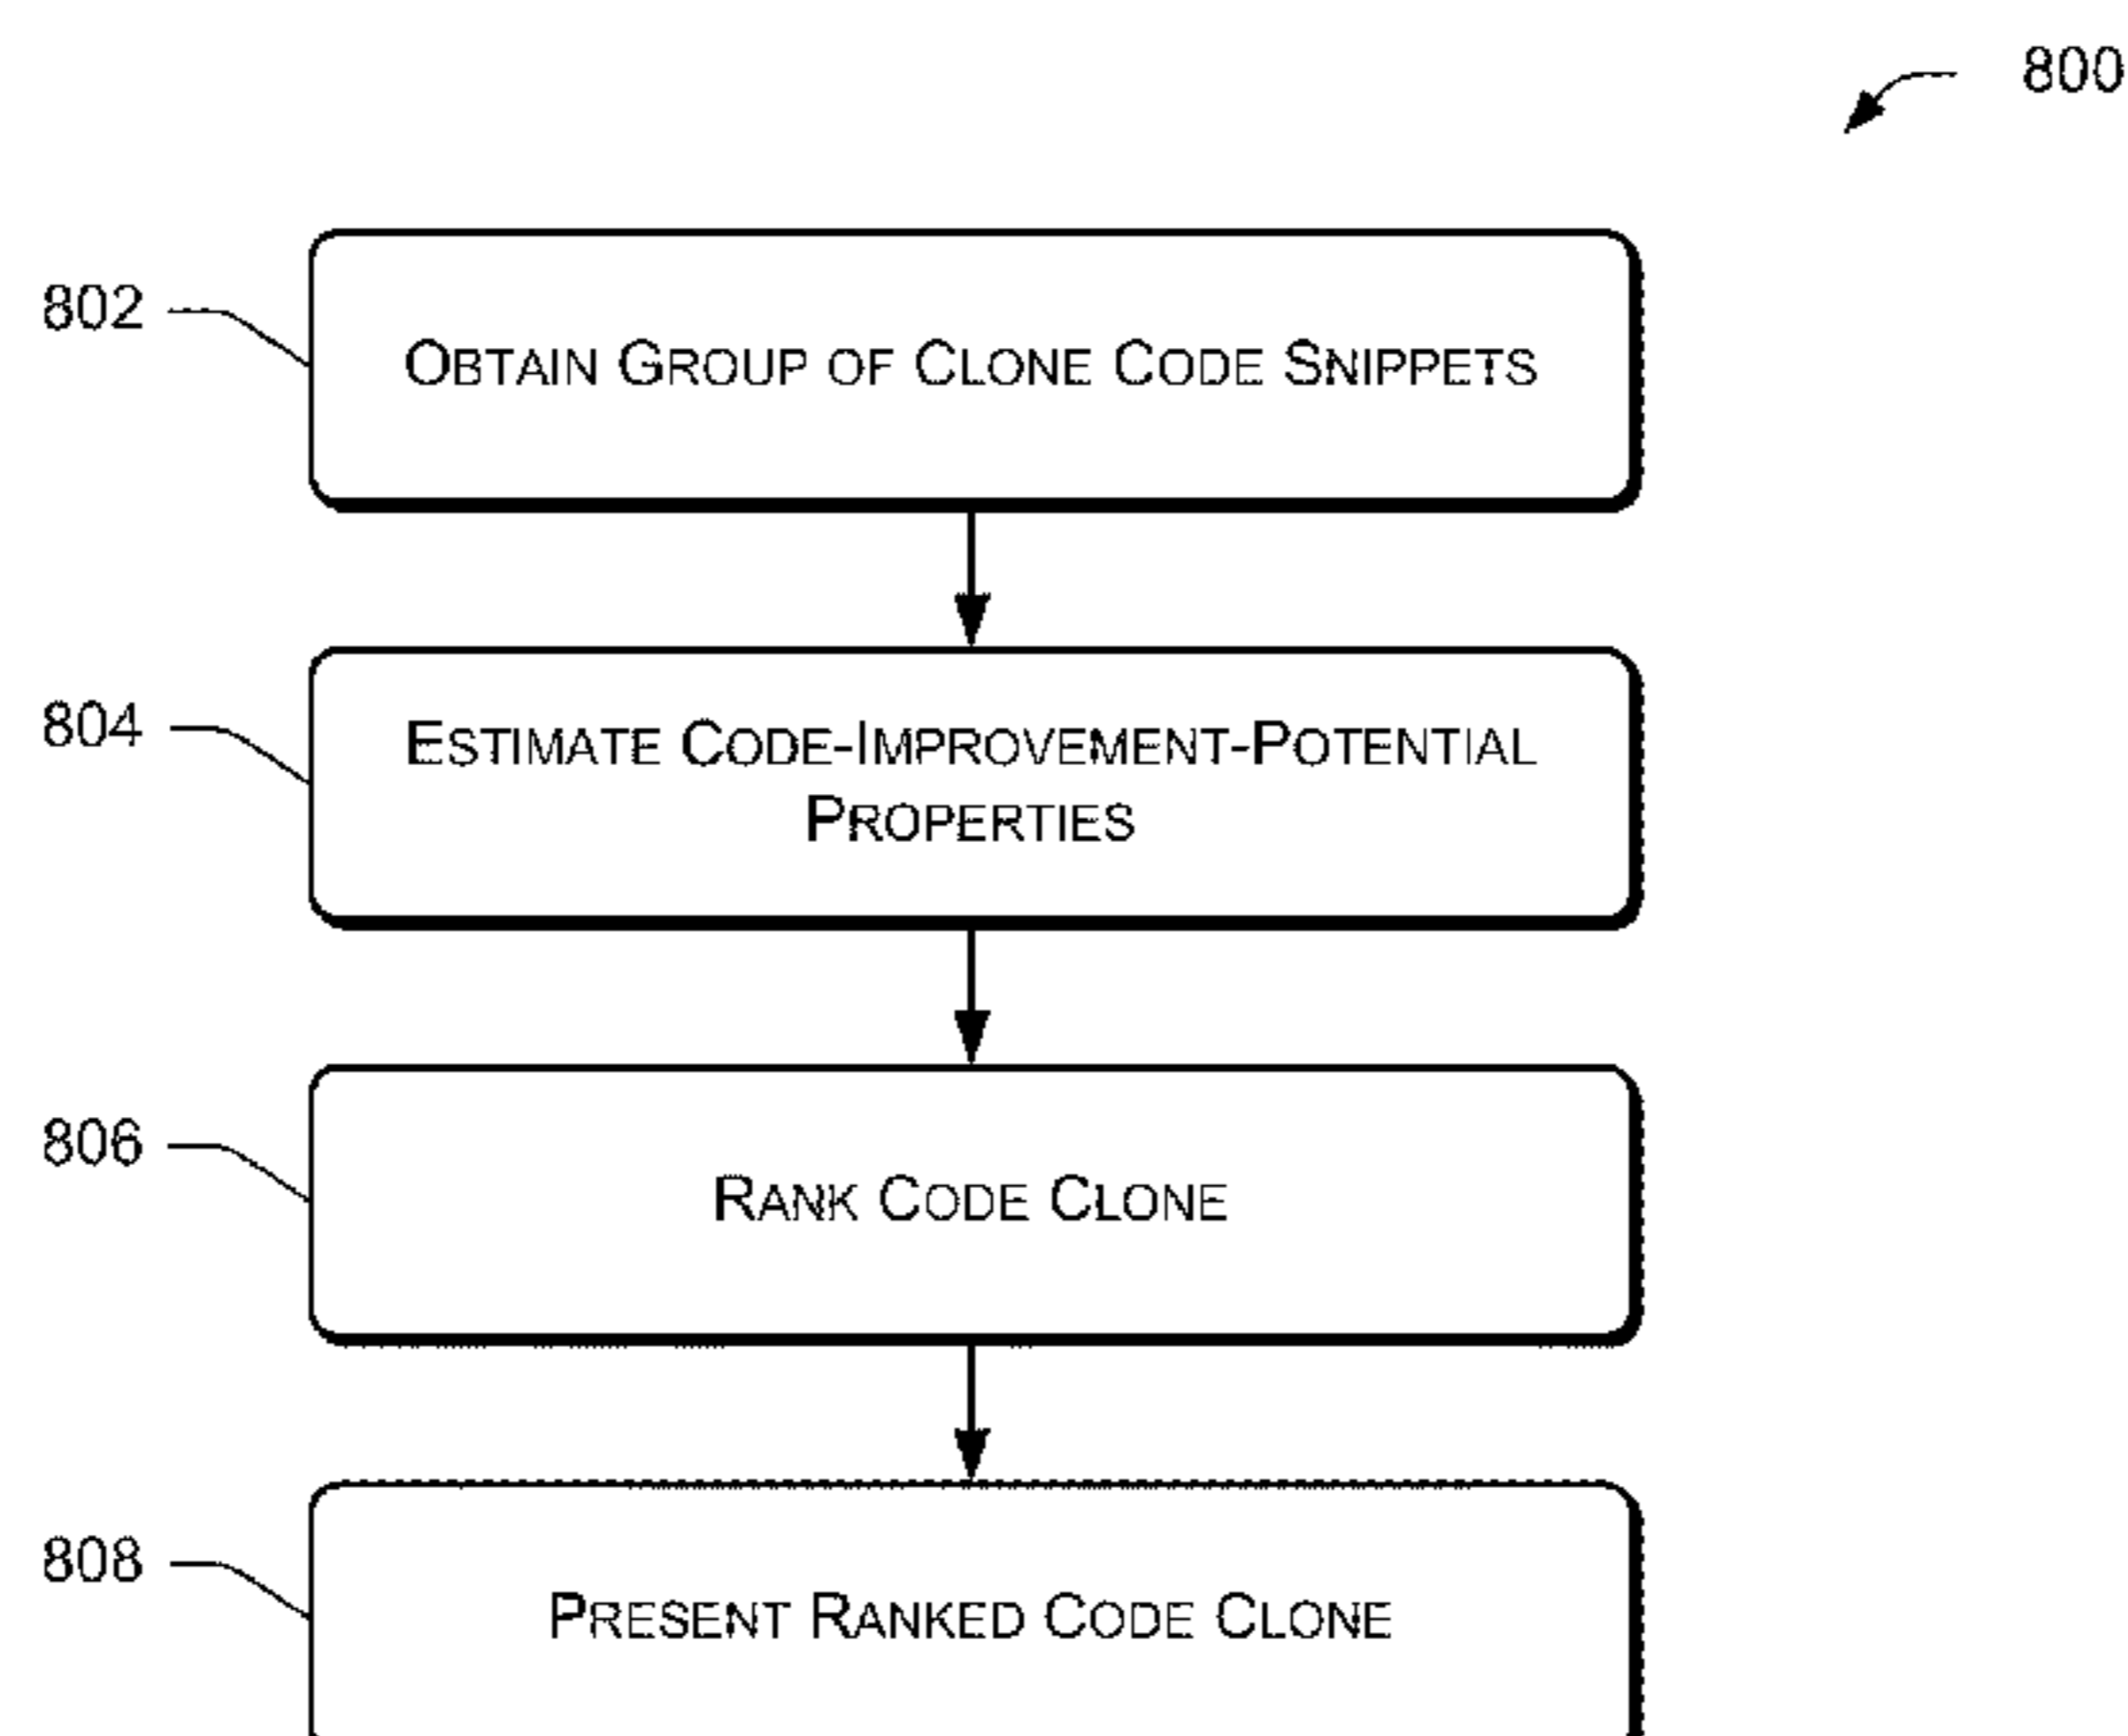 800
802
OBTAIN GROUP OF CLONE CODE SNIPPETS
804
ESTIMATE CODE-IMPROVEMENT-POTENTIAL
PROPERTIES
806
RANK CODE CLONE
808
PRESENT RANKED CODE CLONE